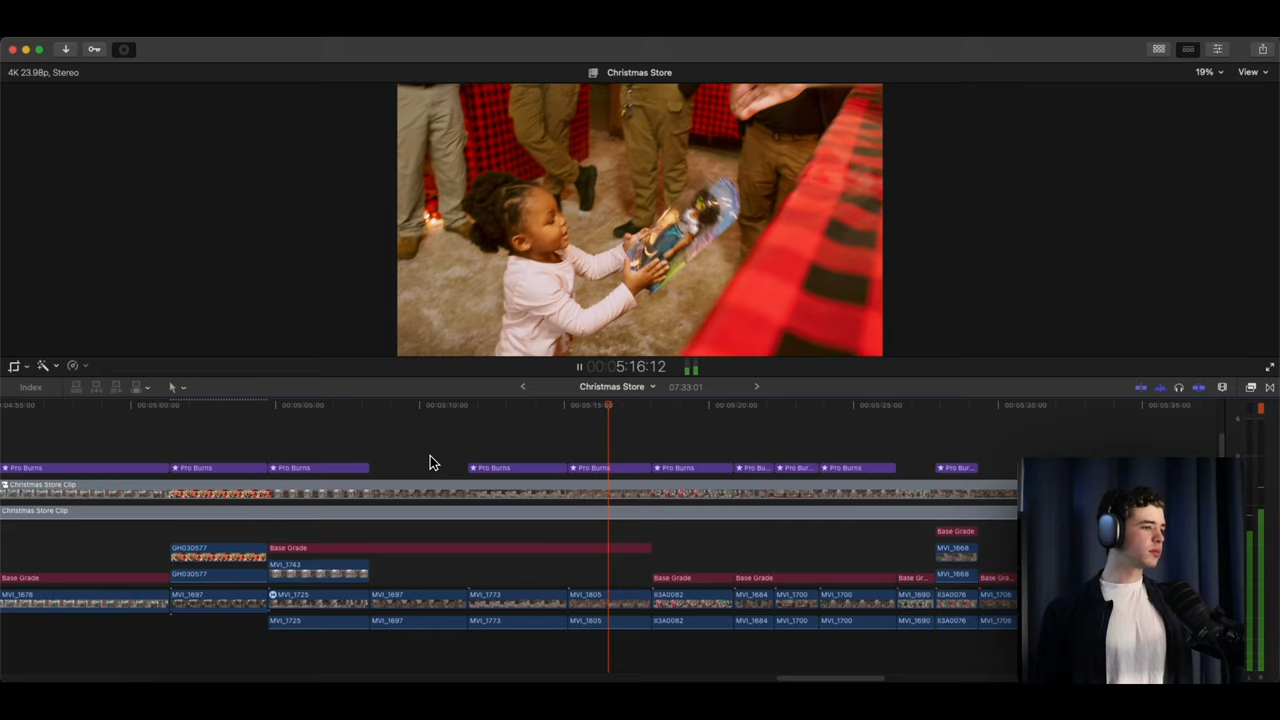 4K 23.98p, Stereo
Christmas Store
19%
View
00:05:16:12
Index
Christmas Store
07:33:01
00:04:55:00
00:05:00:00
00:05:05:00
00:05:10:00
00:05:15:00
00:05:20:00
00:05:25:00
00:05:30:00
00:05:35:00
6
Pro Burns
Pro Burns
Pro Burns
Pro Burns
Pro Burns
Pro Burns
Pro Bu...
Pro Bur...
Pro Burns
Pro Bur...
Christmas Store Clip
Christmas Store Clip
Base Grade
GH030577
Base Grade
MVI_1668
MVI_1743
GH030577
MVI_1668
Base Grade
Base Grade
Base Grade
Base Gr...
Base Gra...
MVI_1678
MVI_1697
MVI_1725
MVI_1697
MVI_1773
MVI_1805
II3A0082
MVI_1684
MVI_1700
MVI_1700
MVI_1690
II3A0076
MVI_1706
MVI_1725
MVI_1697
MVI_1773
MVI_1805
II3A0082
MVI_1684
MVI_1700
MVI_1700
MVI_1690
II3A0076
MVI_1706
L R